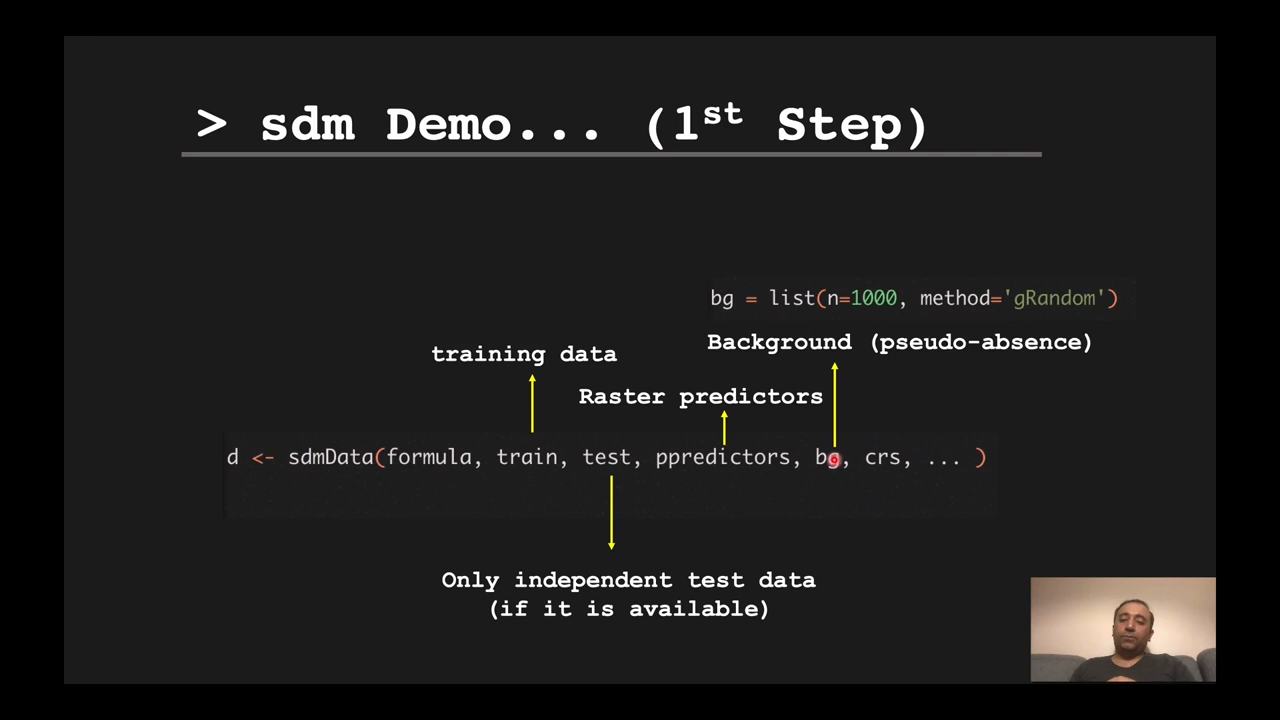 > sdm Demo... (1st Step)
bg = list(n=1000, method='gRandom')
Background (pseudo-absence)
training data
Raster predictors
d <- sdmData(formula, train, test, ppredictors, bg, crs, ... )
Only independent test data
(if it is available)